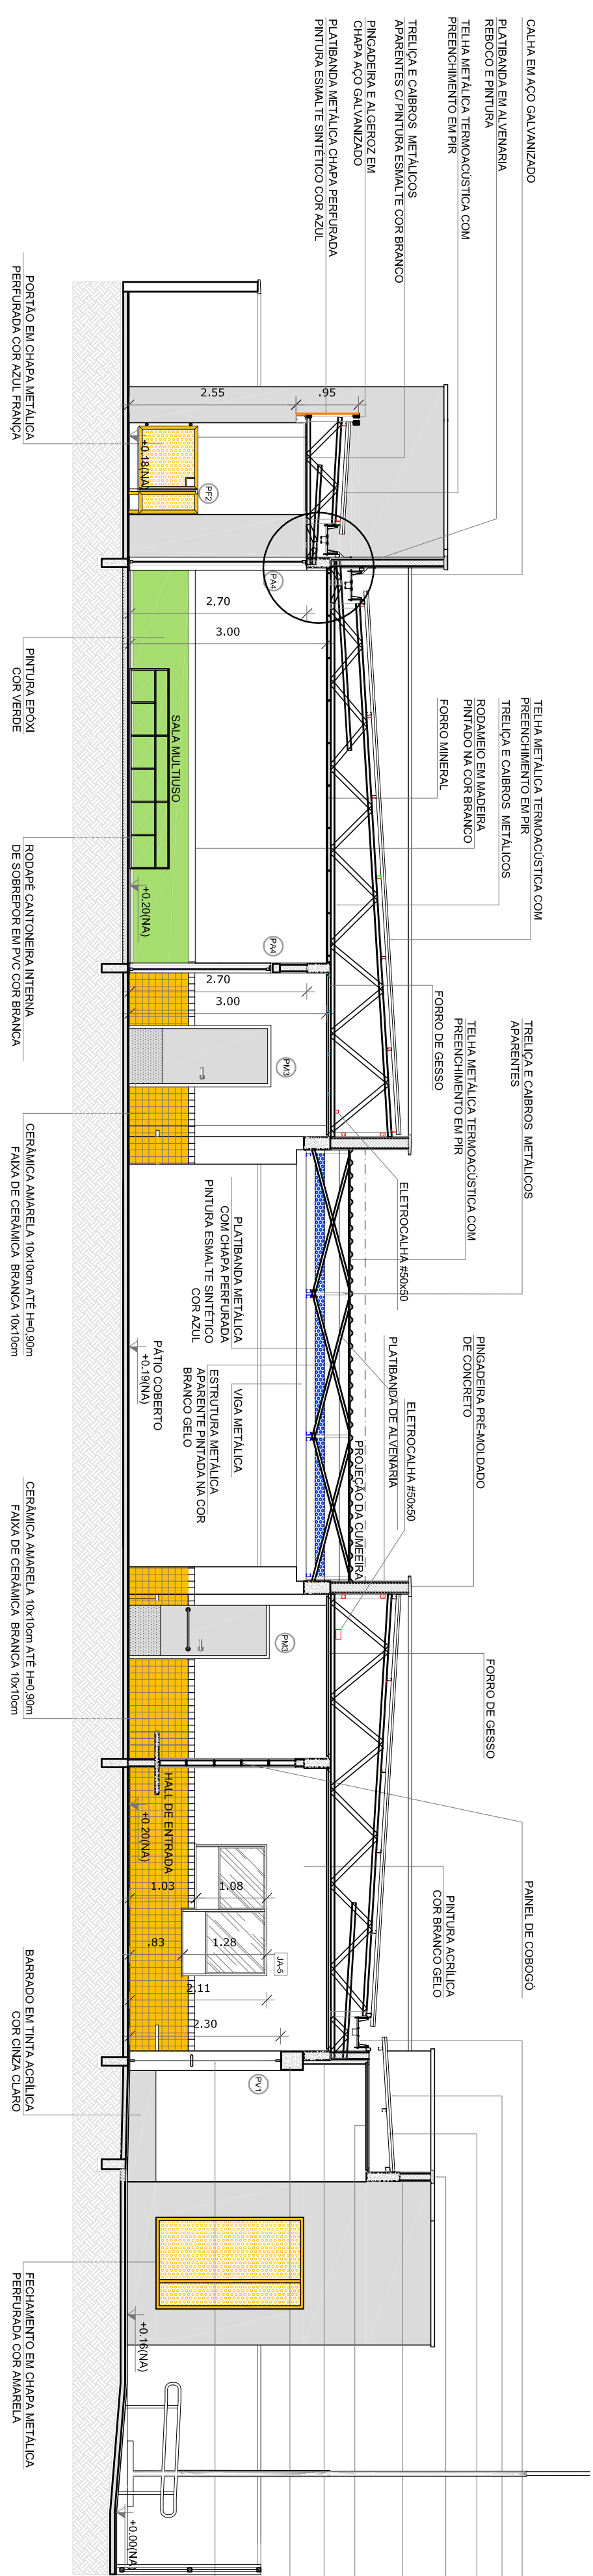 CALHA EM AÇO GALVANIZADO
PLATIBANDA EM ALVENARIA
REBOCO E PINTURA
TELHA METÁLICA TERMOACÚSTICA COM
PREENCHIMENTO EM PIR
TRELIÇA E CAIBROS METÁLICOS
APARENTES C/ PINTURA ESMALTE COR BRANCO
PINGADEIRA E ALGEROZ EM
CHAPA AÇO GALVANIZADO
PLATIBANDA METÁLICA CHAPA PERFURADA
PINTURA ESMALTE SINTÉTICO COR AZUL
TELHA METÁLICA TERMOACÚSTICA COM
PREENCHIMENTO EM PIR
TRELIÇA E CAIBROS METÁLICOS
RODAMEIO EM MADEIRA
PINTADO NA COR BRANCO
FORRO MINERAL
TRELIÇA E CAIBROS METÁLICOS
APARENTES
TELHA METÁLICA TERMOACÚSTICA COM
PREENCHIMENTO EM PIR
FORRO DE GESSO
ELETROCALHA #50x50
PINGADEIRA PRÉ-MOLDADO
DE CONCRETO
PLATIBANDA DE ALVENARIA
ELETROCALHA #50x50
PROJEÇÃO DA CUMEEIRA
FORRO DE GESSO
PAINEL DE COBOGÓ
PINTURA ACRÍLICA
COR BRANCO GELO
2.55
.95
+0.18(NA)
PF2
PA4
2,70
3.00
SALA MULTIUSO
+0.20(NA)
PA4
2.70
3.00
PM3
PLATIBANDA METÁLICA
COM CHAPA PERFURADA
PINTURA ESMALTE SINTÉTICO
COR AZUL
VIGA METÁLICA
ESTRUTURA METÁLICA
APARENTE PINTADA NA COR
BRANCO GELO
PÁTIO COBERTO
+0.19(NA)
PM3
HALL DE ENTRADA
+0.20(NA)
1.03
1.08
.83
1.28
JA-5
2,11
2.30
PV1
+0.16(NA)
+0.00(NA)
PORTÃO EM CHAPA METÁLICA
PERFURADA COR AZUL FRANÇA
PINTURA EPÓXI
COR VERDE
RODAPÉ CANTONEIRA INTERNA
DE SOBREPOR EM PVC COR BRANCA
CERÂMICA AMARELA 10x10cm ATÉ H=0,90m
FAIXA DE CERÂMICA BRANCA 10x10cm
CERÂMICA AMARELA 10x10cm ATÉ H=0,90m
FAIXA DE CERÂMICA BRANCA 10x10cm
BARRADO EM TINTA ACRÍLICA
COR CINZA CLARO
FECHAMENTO EM CHAPA METÁLICA
PERFURADA COR AMARELA